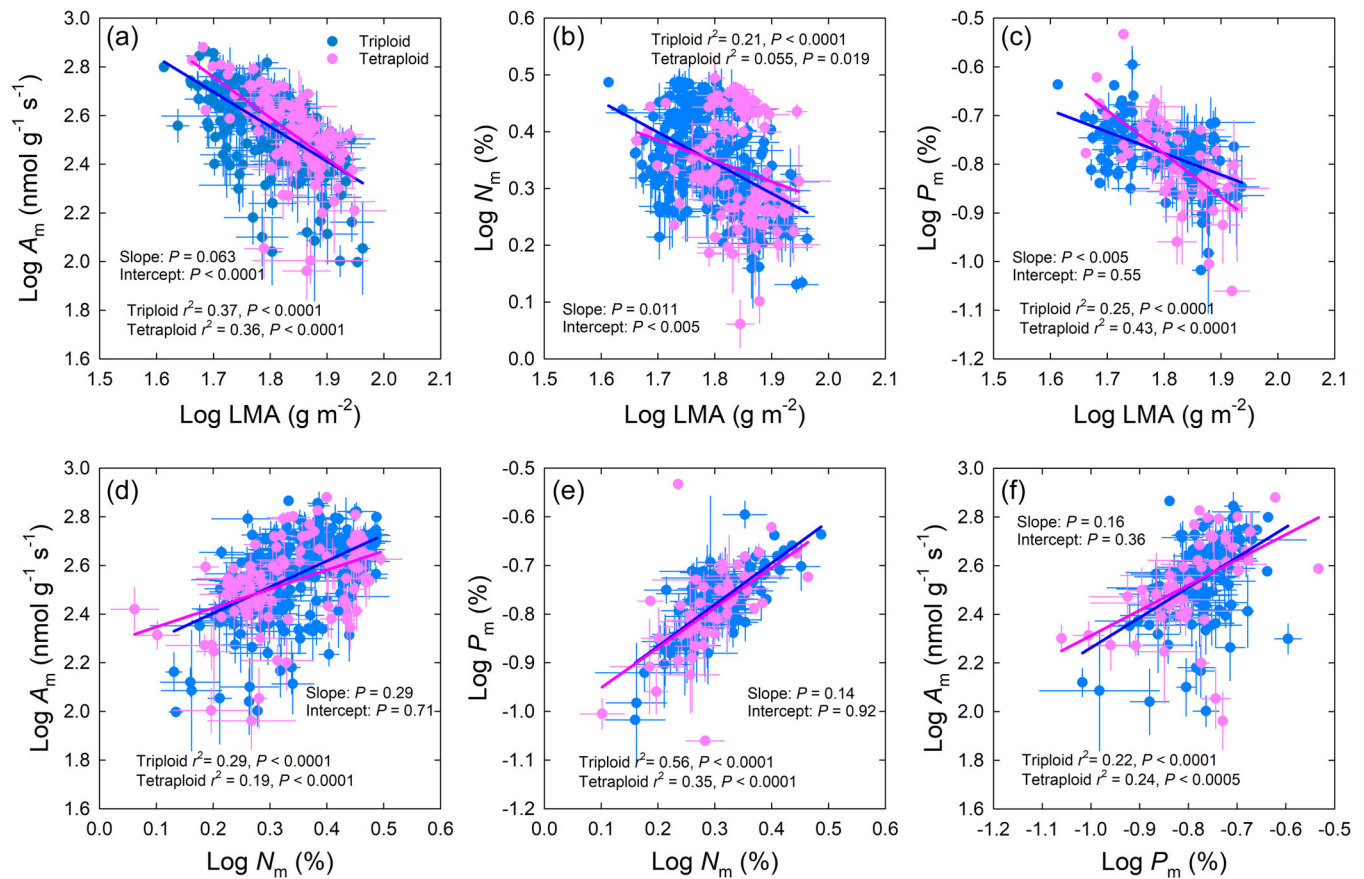 (a)
Triploid
Tetraploid
Slope: P = 0.063
Intercept: P < 0.0001
Triploid r²= 0.37, P < 0.0001
Tetraploid r² = 0.36, P < 0.0001
Log Aₘ (nmol g⁻¹ s⁻¹)
3.0
2.8
2.6
2.4
2.2
2.0
1.8
1.6
1.5 1.6 1.7 1.8 1.9 2.0 2.1
Log LMA (g m⁻²)
(b)
Triploid r²= 0.21, P < 0.0001
Tetraploid r² = 0.055, P = 0.019
Slope: P = 0.011
Intercept: P < 0.005
Log Nₘ (%)
0.6
0.5
0.4
0.3
0.2
0.1
0.0
1.5 1.6 1.7 1.8 1.9 2.0 2.1
Log LMA (g m⁻²)
(c)
Slope: P < 0.005
Intercept: P = 0.55
Triploid r²= 0.25, P < 0.0001
Tetraploid r² = 0.43, P < 0.0001
Log Pₘ (%)
-0.5
-0.6
-0.7
-0.8
-0.9
-1.0
-1.1
-1.2
1.5 1.6 1.7 1.8 1.9 2.0 2.1
Log LMA (g m⁻²)
(d)
Slope: P = 0.29
Intercept: P = 0.71
Triploid r²= 0.29, P < 0.0001
Tetraploid r² = 0.19, P < 0.0001
Log Aₘ (nmol g⁻¹ s⁻¹)
3.0
2.8
2.6
2.4
2.2
2.0
1.8
1.6
0.0 0.1 0.2 0.3 0.4 0.5 0.6
Log Nₘ (%)
(e)
Slope: P = 0.14
Intercept: P = 0.92
Triploid r²= 0.56, P < 0.0001
Tetraploid r² = 0.35, P < 0.0001
Log Pₘ (%)
-0.5
-0.6
-0.7
-0.8
-0.9
-1.0
-1.1
-1.2
0.0 0.1 0.2 0.3 0.4 0.5 0.6
Log Nₘ (%)
(f)
Slope: P = 0.16
Intercept: P = 0.36
Triploid r²= 0.22, P < 0.0001
Tetraploid r² = 0.24, P < 0.0005
Log Aₘ (nmol g⁻¹ s⁻¹)
3.0
2.8
2.6
2.4
2.2
2.0
1.8
1.6
-1.2 -1.1 -1.0 -0.9 -0.8 -0.7 -0.6 -0.5
Log Pₘ (%)